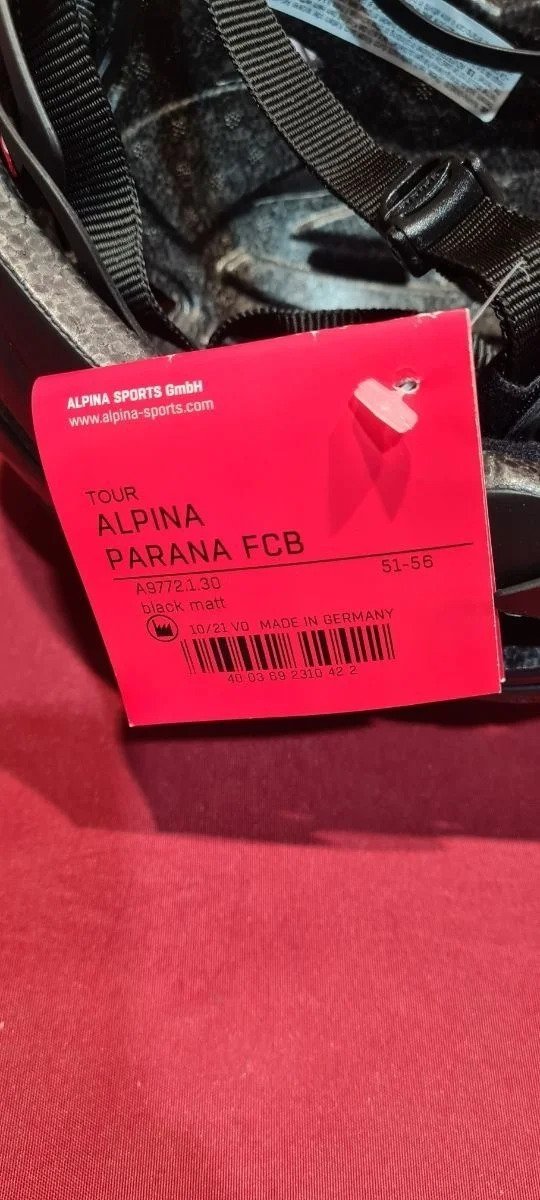 ALPINA SPORTS GmbH
www.alpina-sports.com
TOUR
ALPINA
PARANA FCB
A9772.1.30 51-56
black matt
10/21 VO MADE IN GERMANY
40 03 69 2310 42 2